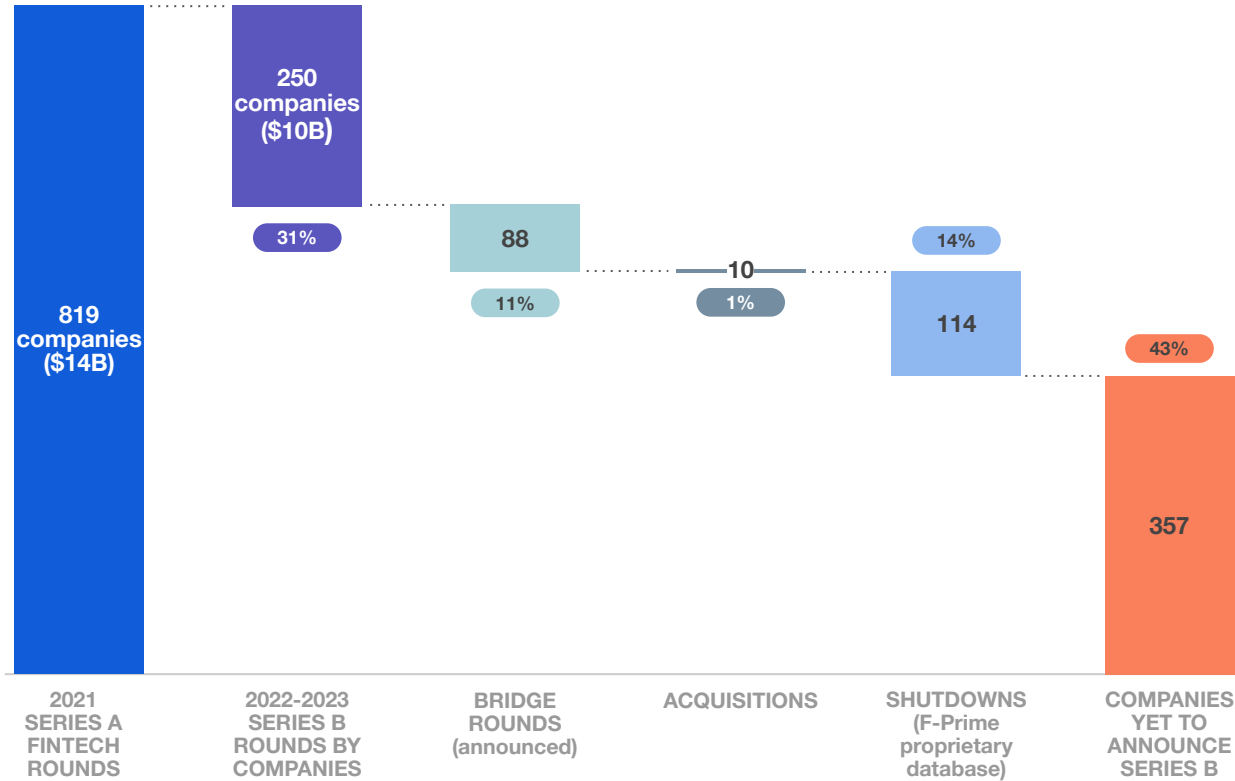 250
companies
($10B)
31%
88
11%
10
1%
14%
114
819
companies
($14B)
43%
357
2021
SERIES A
FINTECH
ROUNDS
2022-2023
SERIES B
ROUNDS BY
COMPANIES
BRIDGE
ROUNDS
(announced)
ACQUISITIONS
SHUTDOWNS
(F-Prime
proprietary
database)
COMPANIES
YET TO
ANNOUNCE
SERIES B